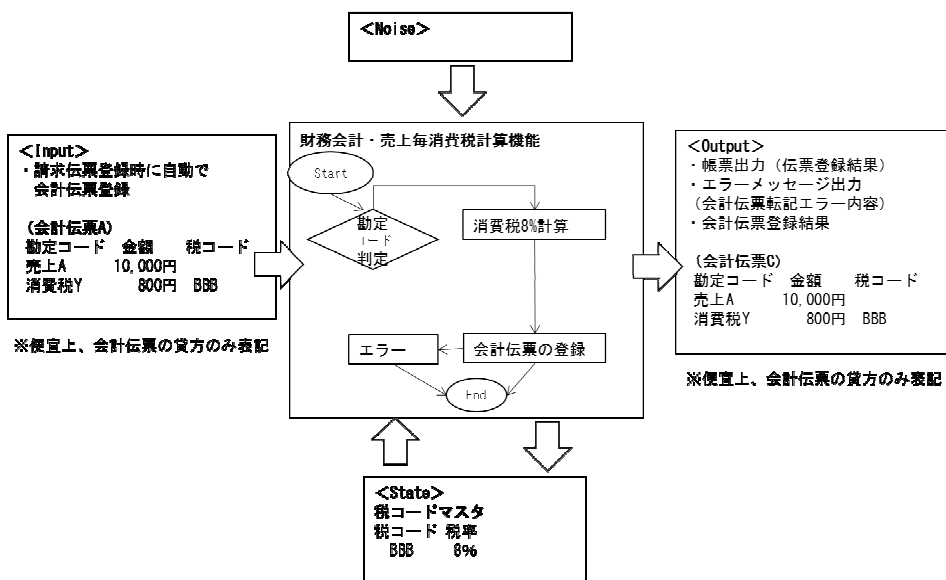 ＜Noise＞
＜Input＞
・請求伝票登録時に自動で
会計伝票登録
(会計伝票A)
勘定コード 金額 税コード
売上A 10,000円
消費税Y 800円 BBB
※便宜上、会計伝票の貸方のみ表記
財務会計・売上毎消費税計算機能
Start
勘定
コード
判定
消費税8%計算
エラー
会計伝票の登録
End
＜Output＞
・帳票出力（伝票登録結果）
・エラーメッセージ出力
（会計伝票転記エラー内容）
・会計伝票登録結果
(会計伝票C)
勘定コード 金額 税コード
売上A 10,000円
消費税Y 800円 BBB
※便宜上、会計伝票の貸方のみ表記
＜State＞
税コードマスタ
税コード 税率
BBB 8%